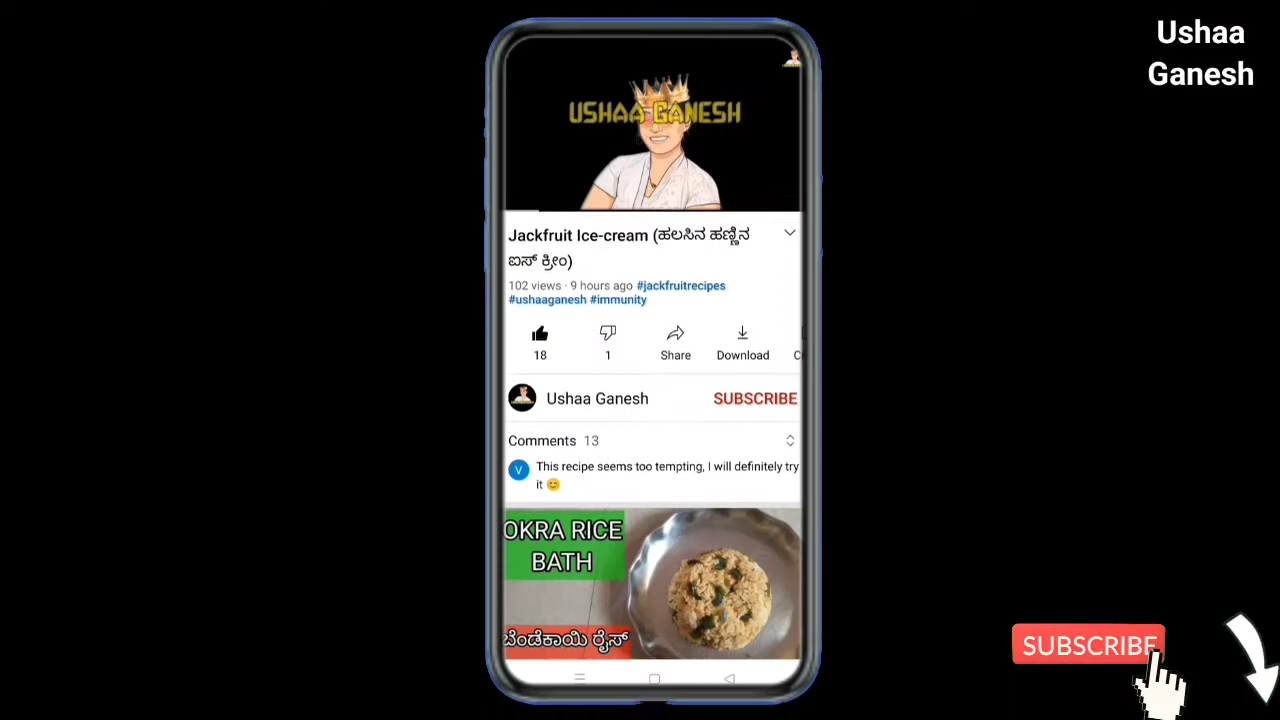 Ushaa
Ganesh
USHAA GANESH
Jackfruit Ice-cream (ಹಲಸಿನ ಹಣ್ಣಿನ
ಐಸ್ ಕ್ರೀಂ)
102 views · 9 hours ago #jackfruitrecipes
#ushaaganesh #immunity
18 1 Share Download
Ushaa Ganesh SUBSCRIBE
Comments 13
V This recipe seems too tempting, I will definitely try
it 😊
OKRA RICE
BATH
ಬೆಂಡೆಕಾಯಿ ರೈಸ್
SUBSCRIBE